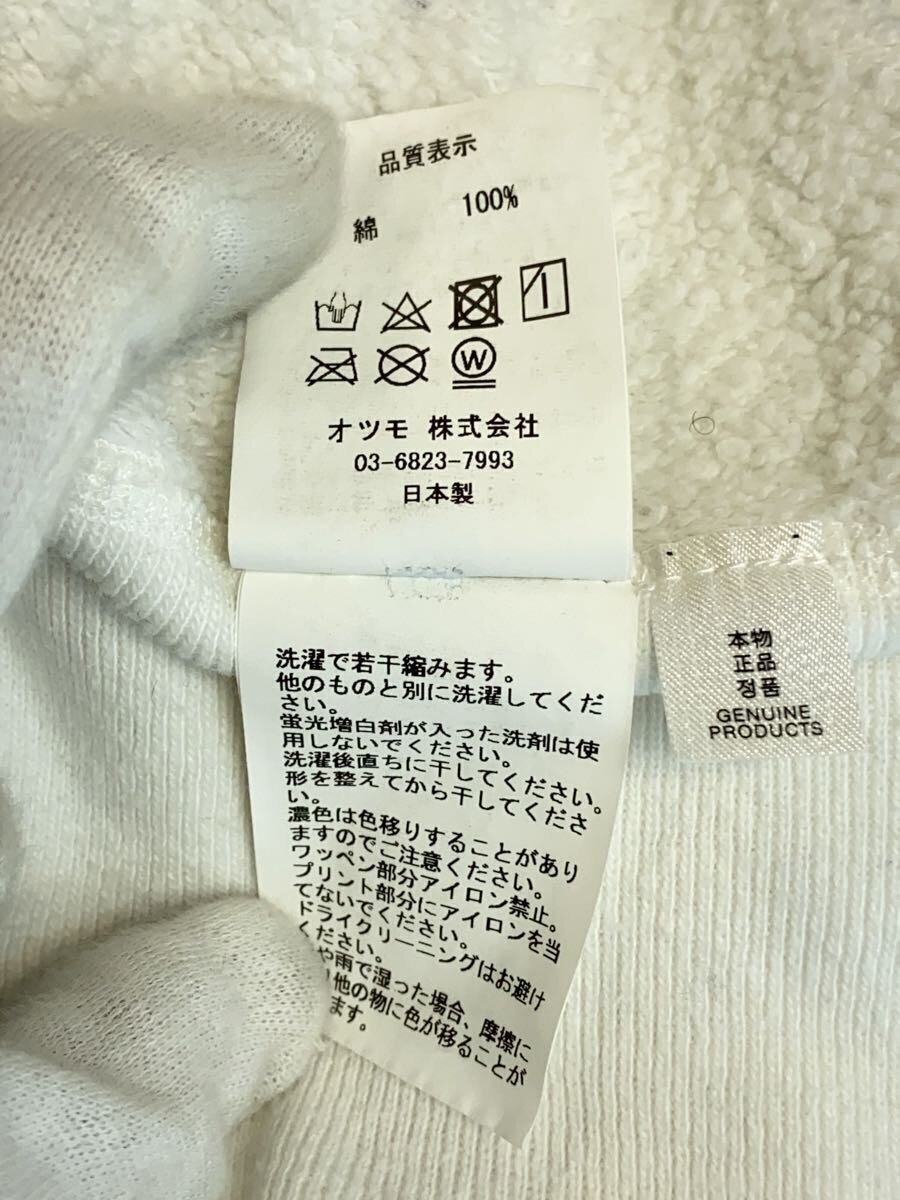 品質表示
綿 100%
W
オツモ 株式会社
03-6823-7993
日本製
洗濯で若干縮みます。
他のものと別に洗濯してくだ
さい。
蛍光増白剤が入った洗剤は使
用しないでください。
洗濯後直ちに干してください。
形を整えてから干してくださ
い。
濃色は色移りすることがあり
ますのでご注意ください。
ワッペン部分アイロン禁止。
プリント部分にアイロンを当
てないでください。
ドライクリーニングはお避け
ください。
や雨で湿った場合、摩擦に
他の物に色が移ることが
ます。
本物
正品
정품
GENUINE
PRODUCTS